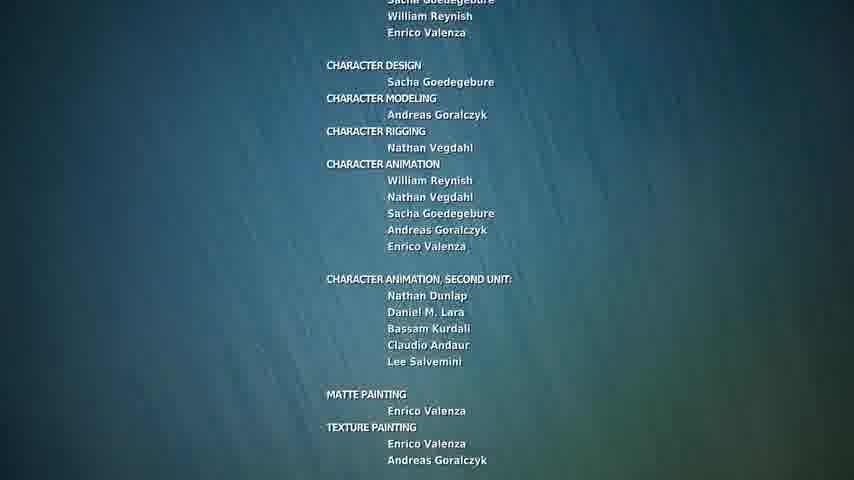 Sacha Goedegebure
William Reynish
Enrico Valenza
CHARACTER DESIGN
Sacha Goedegebure
CHARACTER MODELING
Andreas Goralczyk
CHARACTER RIGGING
Nathan Vegdahl
CHARACTER ANIMATION
William Reynish
Nathan Vegdahl
Sacha Goedegebure
Andreas Goralczyk
Enrico Valenza
CHARACTER ANIMATION, SECOND UNIT:
Nathan Dunlap
Daniel M. Lara
Bassam Kurdali
Claudio Andaur
Lee Salvemini
MATTE PAINTING
Enrico Valenza
TEXTURE PAINTING
Enrico Valenza
Andreas Goralczyk